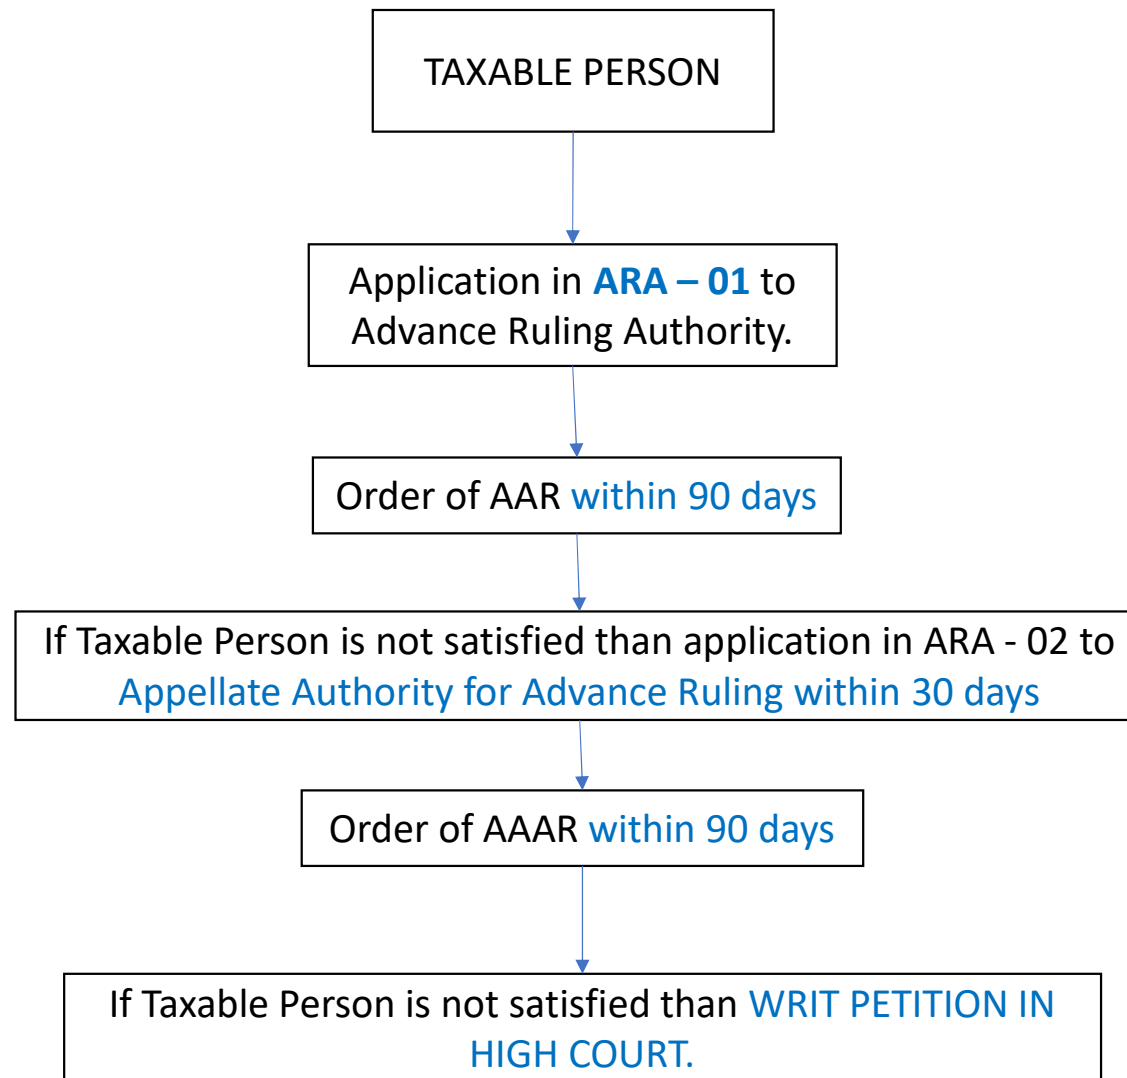 TAXABLE PERSON
Application in ARA – 01 to
Advance Ruling Authority.
Order of AAR within 90 days
If Taxable Person is not satisfied than application in ARA - 02 to
Appellate Authority for Advance Ruling within 30 days
Order of AAAR within 90 days
If Taxable Person is not satisfied than WRIT PETITION IN
HIGH COURT.